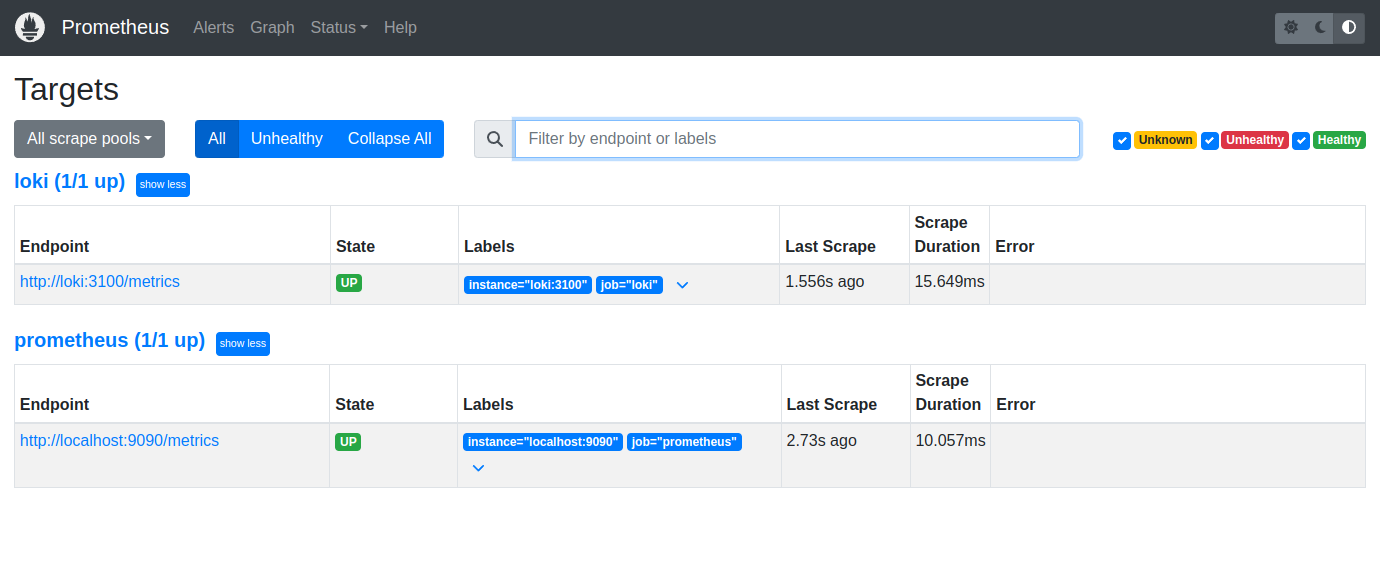 Prometheus Alerts Graph Status Help
Targets
All scrape pools All Unhealthy Collapse All Filter by endpoint or labels Unknown Unhealthy Healthy
loki (1/1 up) show less
Endpoint State Labels Last Scrape Scrape Duration Error
http://loki:3100/metrics UP instance="loki:3100" job="loki" 1.556s ago 15.649ms
prometheus (1/1 up) show less
Endpoint State Labels Last Scrape Scrape Duration Error
http://localhost:9090/metrics UP instance="localhost:9090" job="prometheus" 2.73s ago 10.057ms